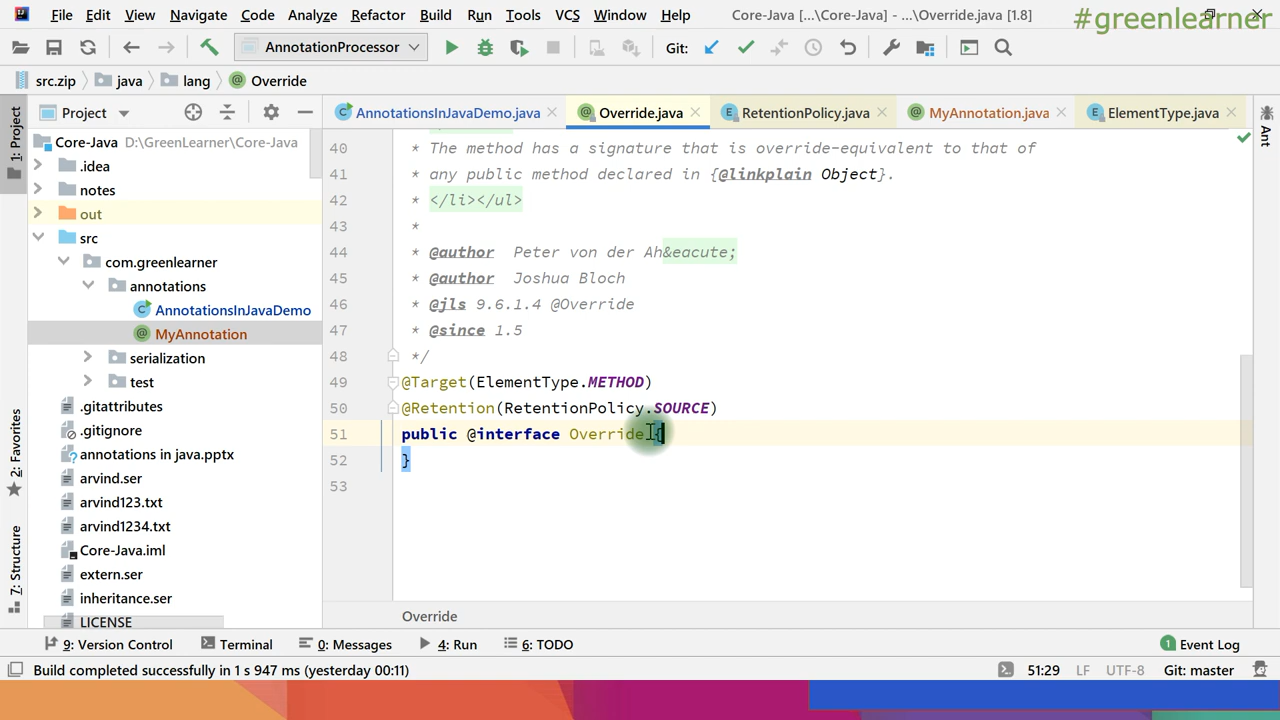 File Edit View Navigate Code Analyze Refactor Build Run Tools VCS Window Help Core-Java [...\Core-Java] - ...\Override.java [1.8]
#greenlearner
AnnotationProcessor Git:
src.zip java lang Override
1: Project
Project
AnnotationsInJavaDemo.java Override.java RetentionPolicy.java MyAnnotation.java ElementType.java
Ant
Core-Java D:\GreenLearner\Core-Java
.idea
notes
out
src
com.greenlearner
annotations
AnnotationsInJavaDemo
MyAnnotation
serialization
test
.gitattributes
.gitignore
annotations in java.pptx
arvind.ser
arvind123.txt
arvind1234.txt
Core-Java.iml
extern.ser
inheritance.ser
LICENSE
2: Favorites
7: Structure
40 * The method has a signature that is override-equivalent to that of
41 * any public method declared in {@linkplain Object}.
42 * </li></ul>
43 *
44 * @author Peter von der Ah&eacute;
45 * @author Joshua Bloch
46 * @jls 9.6.1.4 @Override
47 * @since 1.5
48 */
49 @Target(ElementType.METHOD)
50 @Retention(RetentionPolicy.SOURCE)
51 public @interface Override {
52 }
53
Override
9: Version Control Terminal 0: Messages 4: Run 6: TODO 1 Event Log
Build completed successfully in 1 s 947 ms (yesterday 00:11) 51:29 LF UTF-8 Git: master